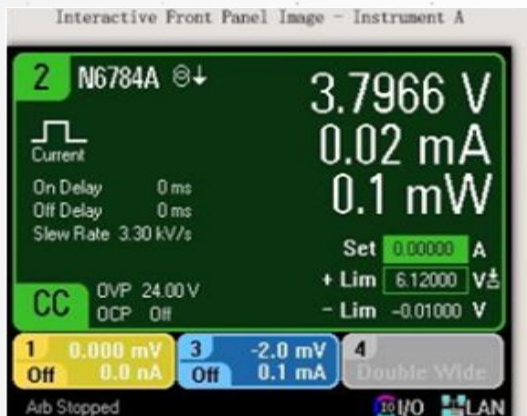 Interactive Front Panel Image - Instrument A
2 N6784A
3.7966 V
0.02 mA
0.1 mW
Current
On Delay 0 ms
Off Delay 0 ms
Slew Rate 3.30 kV/s
Set 0.00000 A
+ Lim 6.12000 V
- Lim -0.01000 V
CC
OVP 24.00 V
OCP Off
1 0.000 mV
Off 0.0 nA
3 -2.0 mV
Off 0.1 mA
4
Double Wide
Arb Stopped
IO I/O LAN